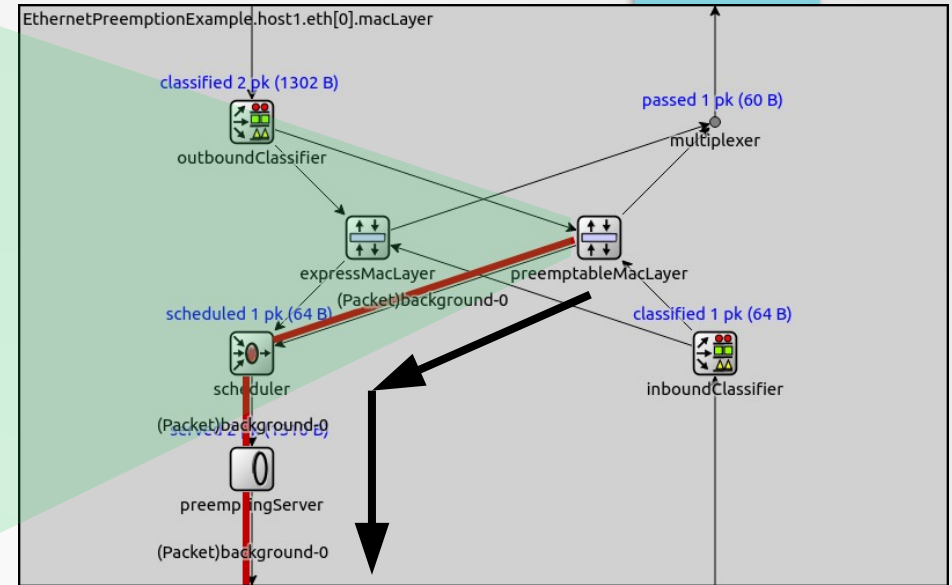 EthernetPreemptionExample.host1.eth[0].macLayer
classified 2 pk (1302 B)
passed 1 pk (60 B)
multiplexer
outboundClassifier
expressMacLayer
preemptableMacLayer
(Packet)background-0
scheduled 1 pk (64 B)
classified 1 pk (64 B)
scheduler
inboundClassifier
(Packet)background-0
preemptingServer
(Packet)background-0